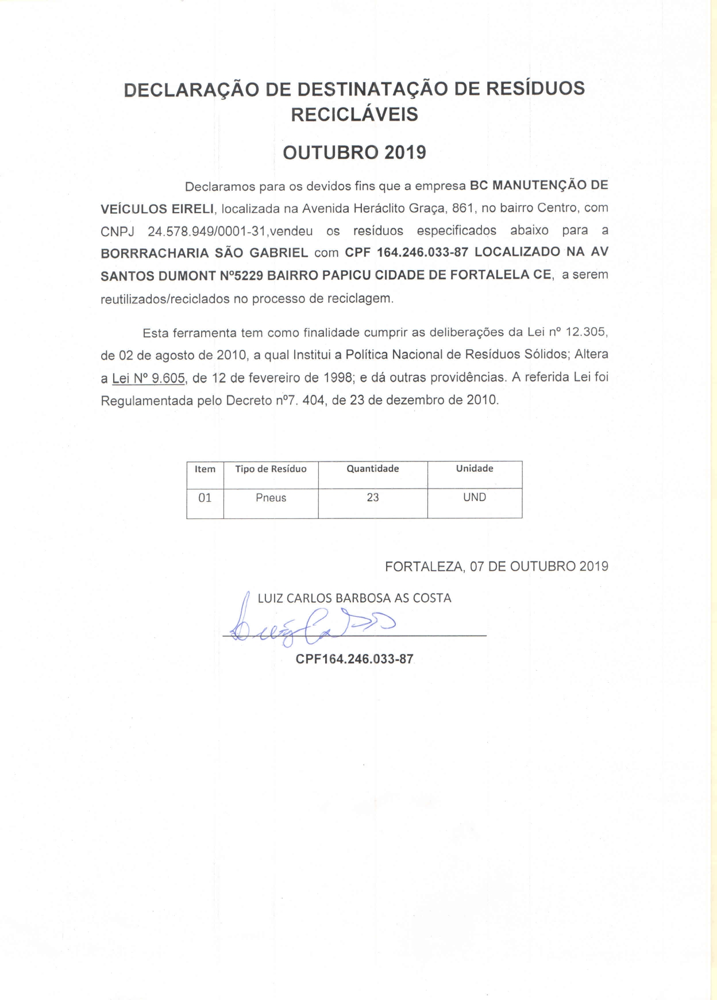 DECLARAÇÃO DE DESTINATAÇÃO DE RESÍDUOS
RECICLÁVEIS
OUTUBRO 2019
Declaramos para os devidos fins que a empresa BC MANUTENÇÃO DE
VEÍCULOS EIRELI, localizada na Avenida Heráclito Graça, 861, no bairro Centro, com
CNPJ 24.578.949/0001-31,vendeu os resíduos especificados abaixo para a
BORRRACHARIA SÃO GABRIEL com CPF 164.246.033-87 LOCALIZADO NA AV
SANTOS DUMONT Nº5229 BAIRRO PAPICU CIDADE DE FORTALELA CE, a serem
reutilizados/reciclados no processo de reciclagem.
Esta ferramenta tem como finalidade cumprir as deliberações da Lei nº 12.305,
de 02 de agosto de 2010, a qual Institui a Política Nacional de Resíduos Sólidos; Altera
a Lei Nº 9.605, de 12 de fevereiro de 1998; e dá outras providências. A referida Lei foi
Regulamentada pelo Decreto nº7. 404, de 23 de dezembro de 2010.
Item Tipo de Resíduo Quantidade Unidade
01 Pneus 23 UND
FORTALEZA, 07 DE OUTUBRO 2019
LUIZ CARLOS BARBOSA AS COSTA
CPF164.246.033-87